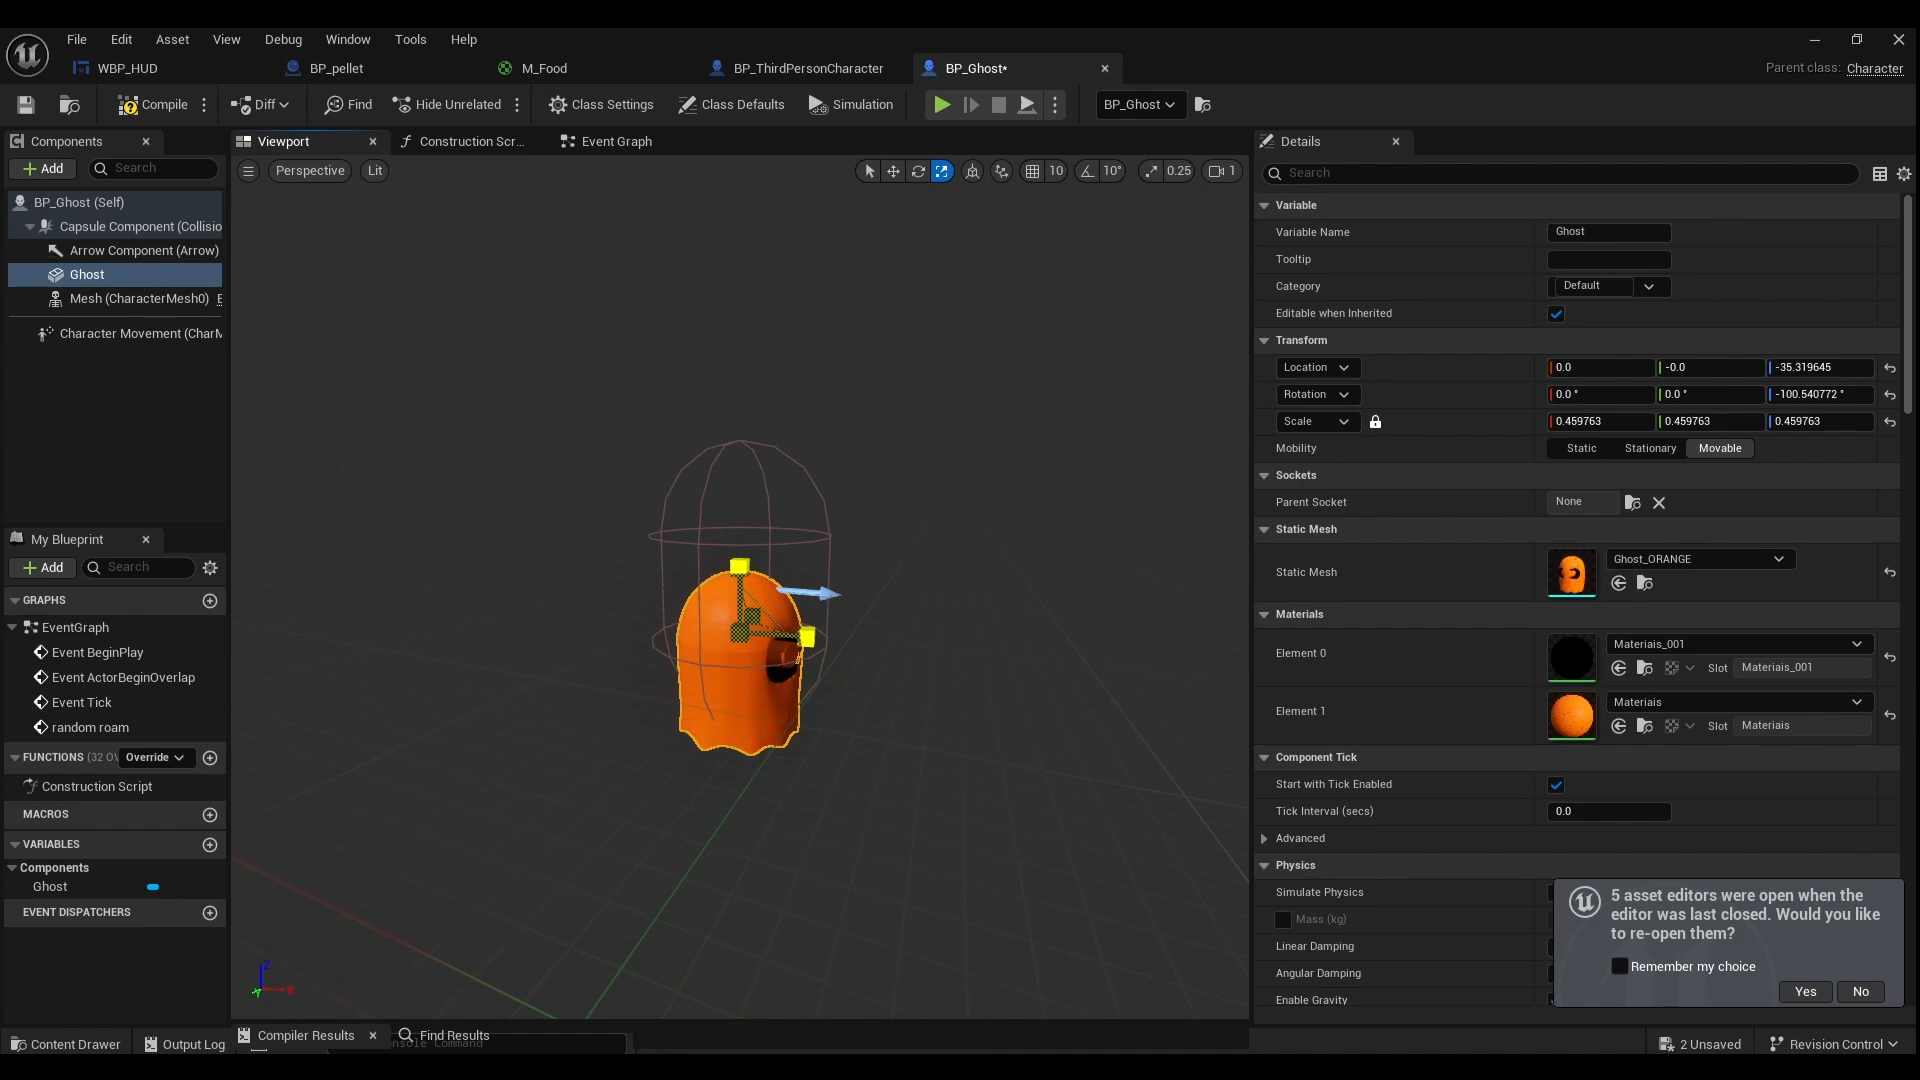 File Edit Asset View Debug Window Tools Help
WBP_HUD BP_pellet M_Food BP_ThirdPersonCharacter BP_Ghost* Parent class: Character
Compile Diff Find Hide Unrelated Class Settings Class Defaults Simulation BP_Ghost
Components Viewport Construction Scr... Event Graph Details
Add Search Perspective Lit 10 10° 0.25 1 Search
BP_Ghost (Self)
Capsule Component (Collisio
Arrow Component (Arrow)
Ghost
Mesh (CharacterMesh0) E
Character Movement (CharM
My Blueprint
Add Search
GRAPHS
EventGraph
Event BeginPlay
Event ActorBeginOverlap
Event Tick
random roam
FUNCTIONS (32 OV Override
Construction Script
MACROS
VARIABLES
Components
Ghost
EVENT DISPATCHERS
Z
X
Y
Variable
Variable Name Ghost
Tooltip
Category Default
Editable when Inherited
Transform
Location 0.0 -0.0 -35.319645
Rotation 0.0 ° 0.0 ° -100.540772 °
Scale 0.459763 0.459763 0.459763
Mobility Static Stationary Movable
Sockets
Parent Socket None
Static Mesh
Static Mesh Ghost_ORANGE
Materials
Element 0 Materiais_001
Slot Materiais_001
Element 1 Materiais
Slot Materiais
Component Tick
Start with Tick Enabled
Tick Interval (secs) 0.0
Advanced
Physics
Simulate Physics
Mass (kg)
Linear Damping
Angular Damping
Enable Gravity
5 asset editors were open when the
editor was last closed. Would you like
to re-open them?
Remember my choice
Yes No
Compiler Results Find Results
Content Drawer Output Log nsole Command 2 Unsaved Revision Control